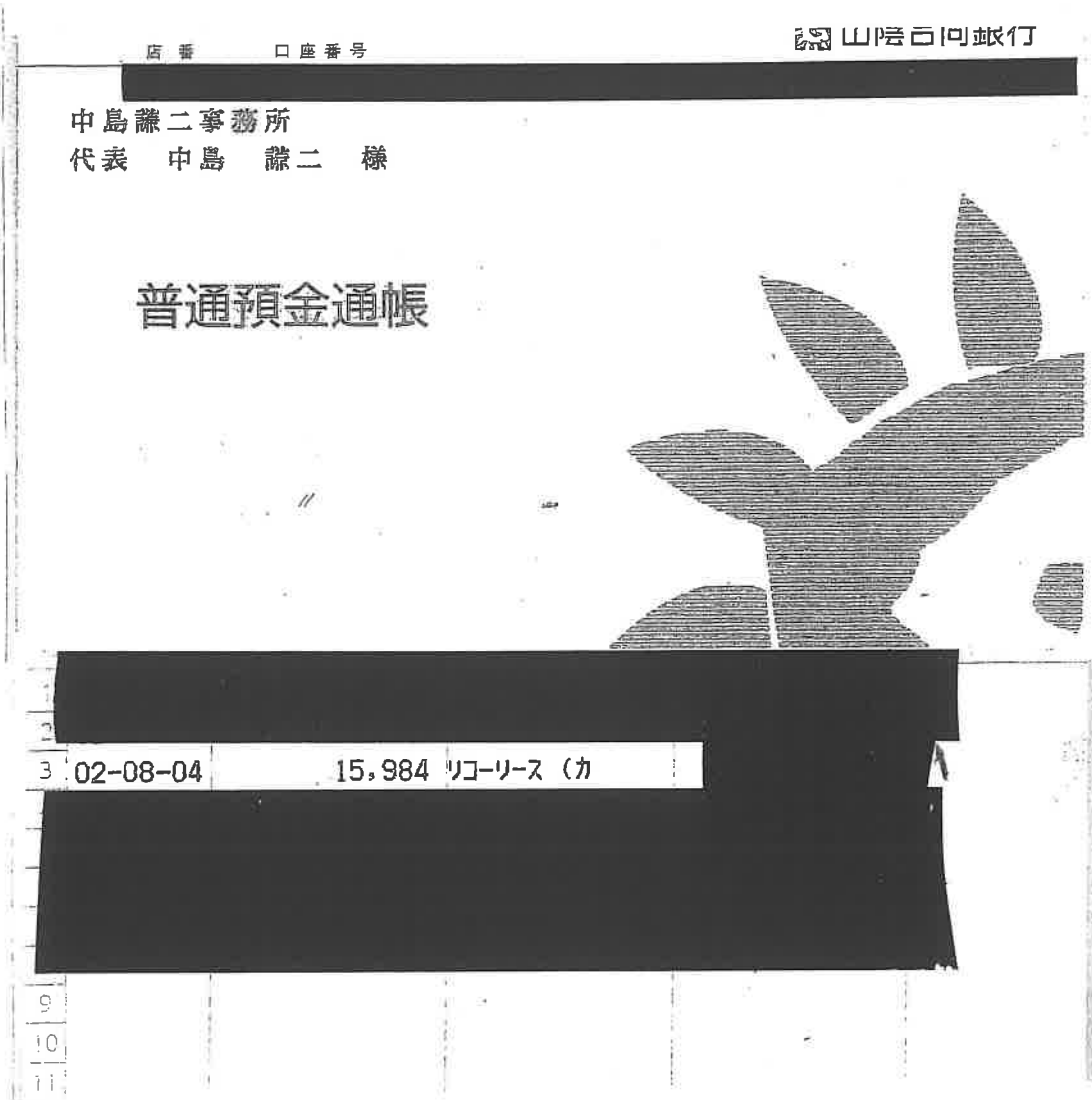 店番 口座番号
山陰合同銀行
中島謙二事務所
代表 中島 謙二 様
普通預金通帳
3 02-08-04 15,984 リコーリース (カ
9
10
11